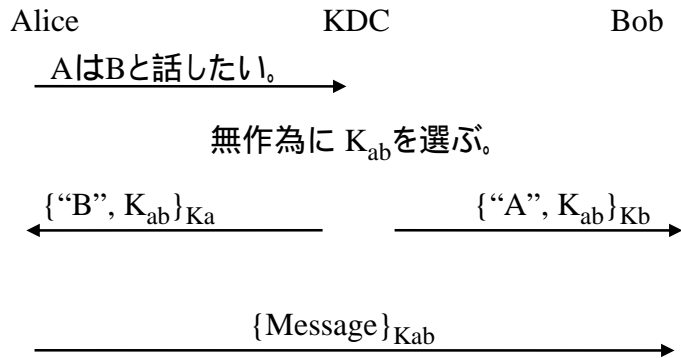 Alice KDC Bob
AはBと話したい。
無作為に Kabを選ぶ。
{“B”, Kab}Ka {“A”, Kab}Kb
{Message}Kab